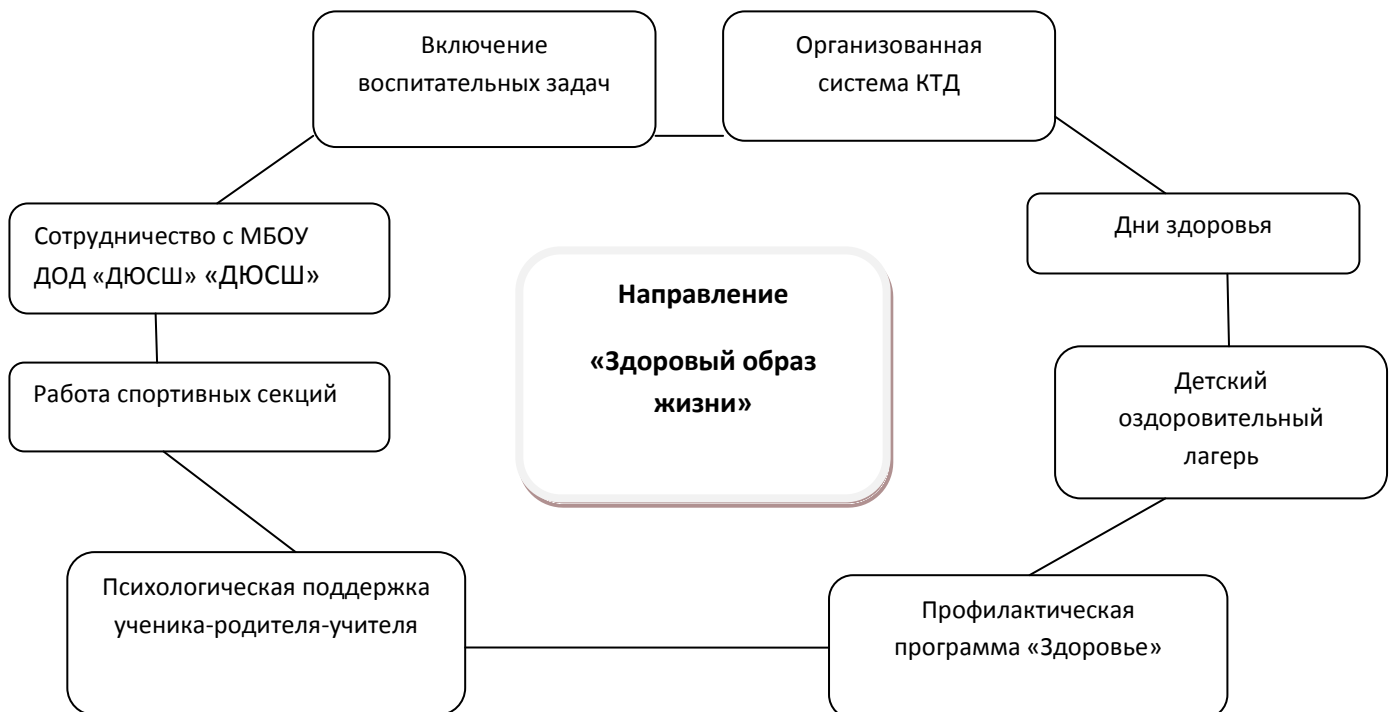 Включение
воспитательных задач
Организованная
система КТД
Сотрудничество с МБОУ
ДОД «ДЮСШ» «ДЮСШ»
Дни здоровья
Направление
«Здоровый образ
жизни»
Работа спортивных секций
Детский
оздоровительный
лагерь
Психологическая поддержка
ученика-родителя-учителя
Профилактическая
программа «Здоровье»